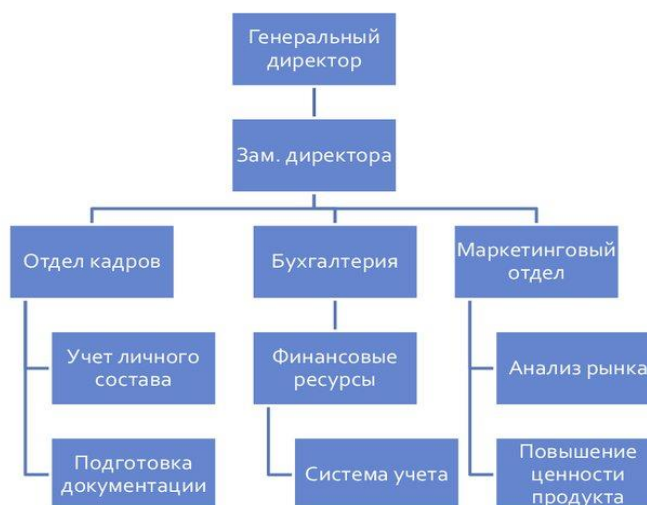 Генеральный
директор
Зам. директора
Отдел кадров
Бухгалтерия
Маркетинговый
отдел
Учет личного
состава
Финансовые
ресурсы
Анализ рынка
Подготовка
документации
Система учета
Повышение
ценности
продукта